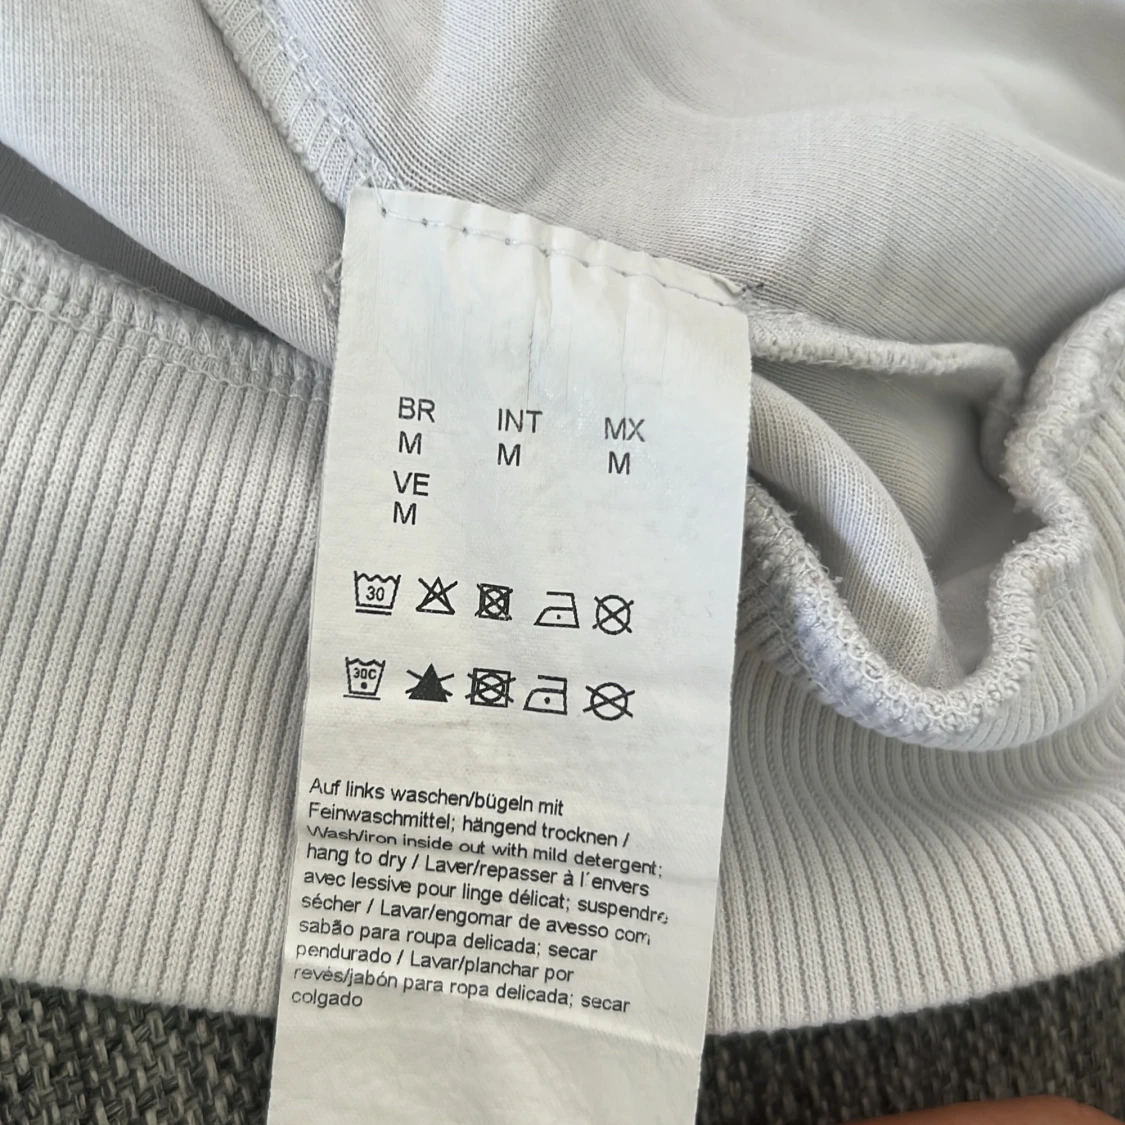 BR INT MX
M M M
VE
M
30
30C
Auf links waschen/bügeln mit
Feinwaschmittel; hängend trocknen /
Wash/iron inside out with mild detergent;
hang to dry / Laver/repasser à l´envers
avec lessive pour linge délicat; suspendre
sécher / Lavar/engomar de avesso com
sabão para roupa delicada; secar
pendurado / Lavar/planchar por
revés/jabón para ropa delicada; secar
colgado